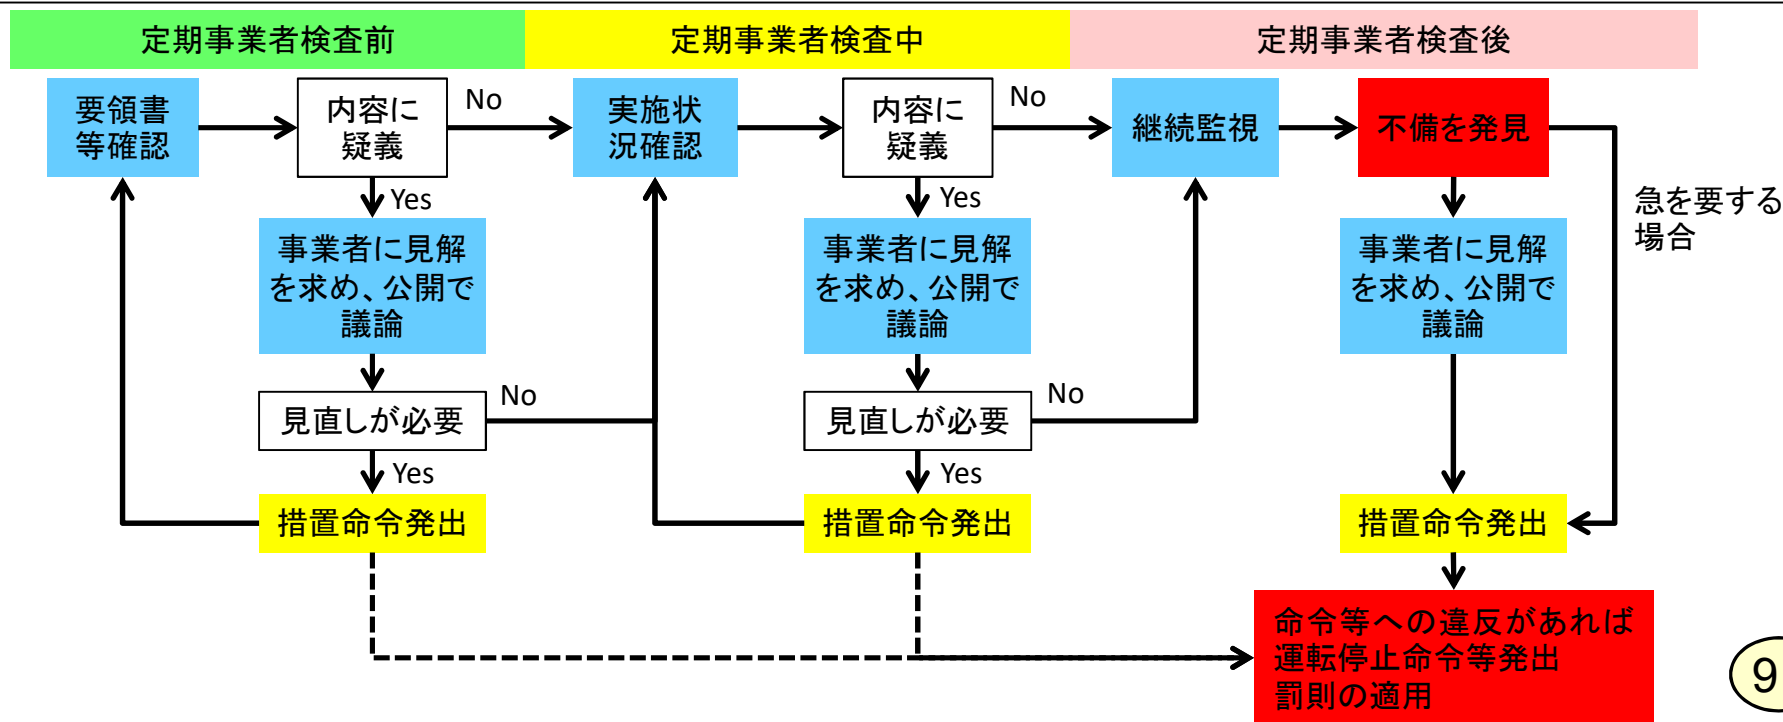 定期事業者検査前
定期事業者検査中
定期事業者検査後
要領書
等確認
内容に
疑義
No
実施状
況確認
内容に
疑義
No
継続監視
不備を発見
Yes
Yes
急を要する
場合
事業者に見解
を求め、公開で
議論
事業者に見解
を求め、公開で
議論
事業者に見解
を求め、公開で
議論
見直しが必要
No
見直しが必要
No
Yes
Yes
措置命令発出
措置命令発出
措置命令発出
命令等への違反があれば
運転停止命令等発出
罰則の適用
9